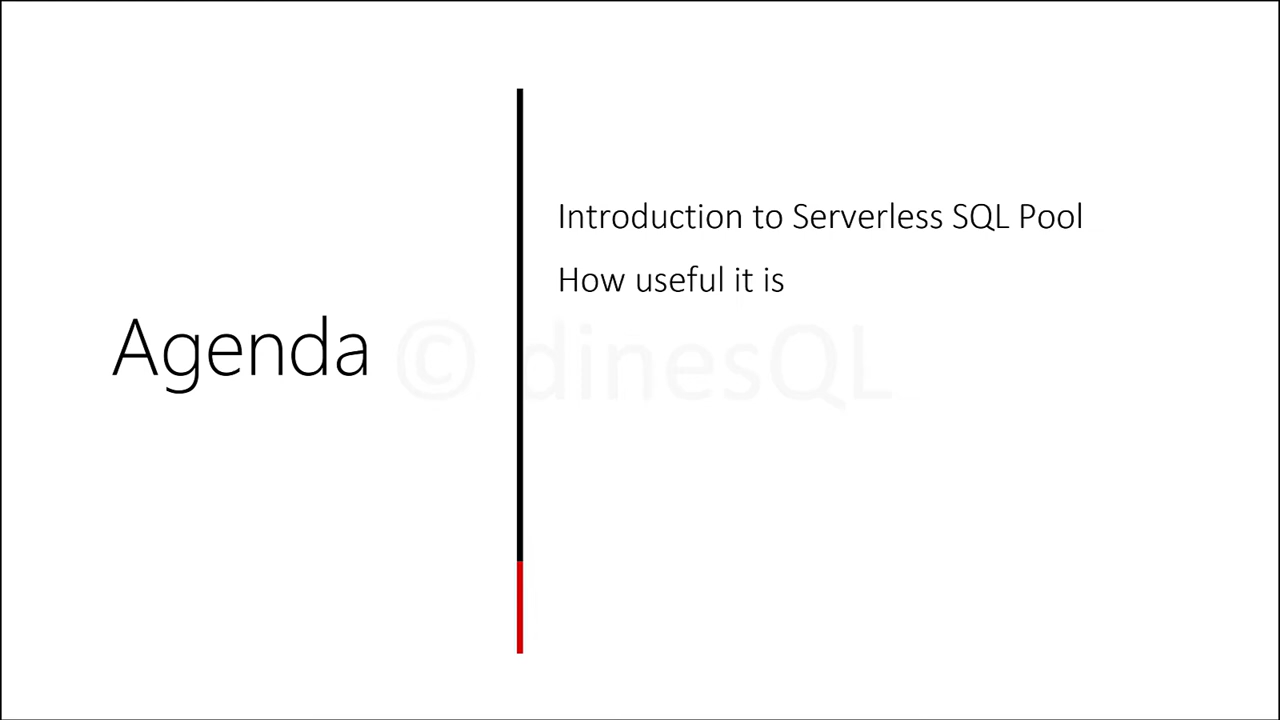 Agenda
Introduction to Serverless SQL Pool
How useful it is
© dinesQL